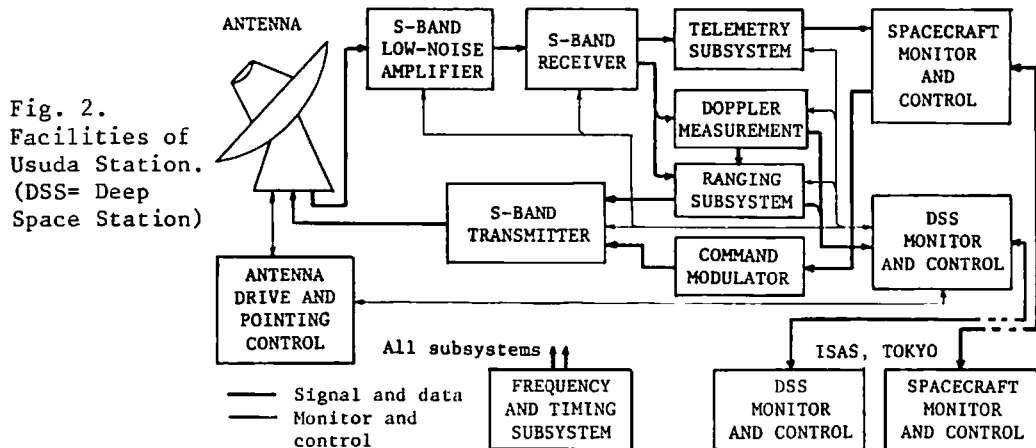 Fig. 2.
Facilities of
Usuda Station.
(DSS= Deep
Space Station)
ANTENNA
S-BAND
LOW-NOISE
AMPLIFIER
S-BAND
RECEIVER
TELEMETRY
SUBSYSTEM
SPACECRAFT
MONITOR
AND
CONTROL
DOPPLER
MEASUREMENT
RANGING
SUBSYSTEM
S-BAND
TRANSMITTER
COMMAND
MODULATOR
DSS
MONITOR
AND CONTROL
ANTENNA
DRIVE AND
POINTING
CONTROL
All subsystems
ISAS, TOKYO
Signal and data
Monitor and
control
FREQUENCY
AND TIMING
SUBSYSTEM
DSS
MONITOR
AND CONTROL
SPACECRAFT
MONITOR
AND CONTROL